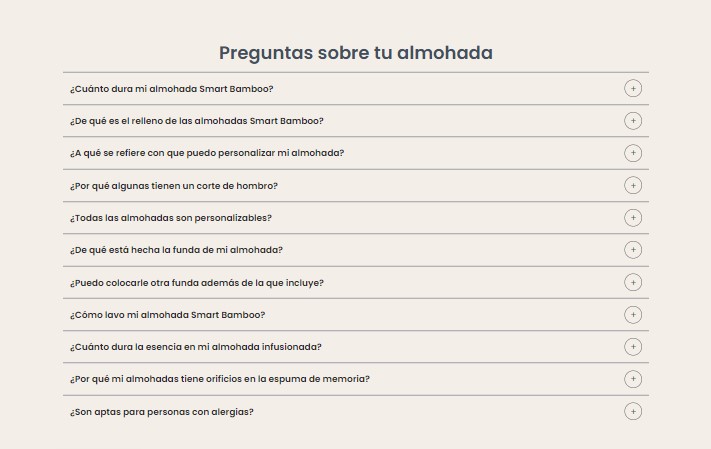 Preguntas sobre tu almohada
¿Cuánto dura mi almohada Smart Bamboo?
¿De qué es el relleno de las almohadas Smart Bamboo?
¿A qué se refiere con que puedo personalizar mi almohada?
¿Por qué algunas tienen un corte de hombro?
¿Todas las almohadas son personalizables?
¿De qué está hecha la funda de mi almohada?
¿Puedo colocarle otra funda además de la que incluye?
¿Cómo lavo mi almohada Smart Bamboo?
¿Cuánto dura la esencia en mi almohada infusionada?
¿Por qué mi almohadas tiene orificios en la espuma de memoria?
¿Son aptas para personas con alergias?